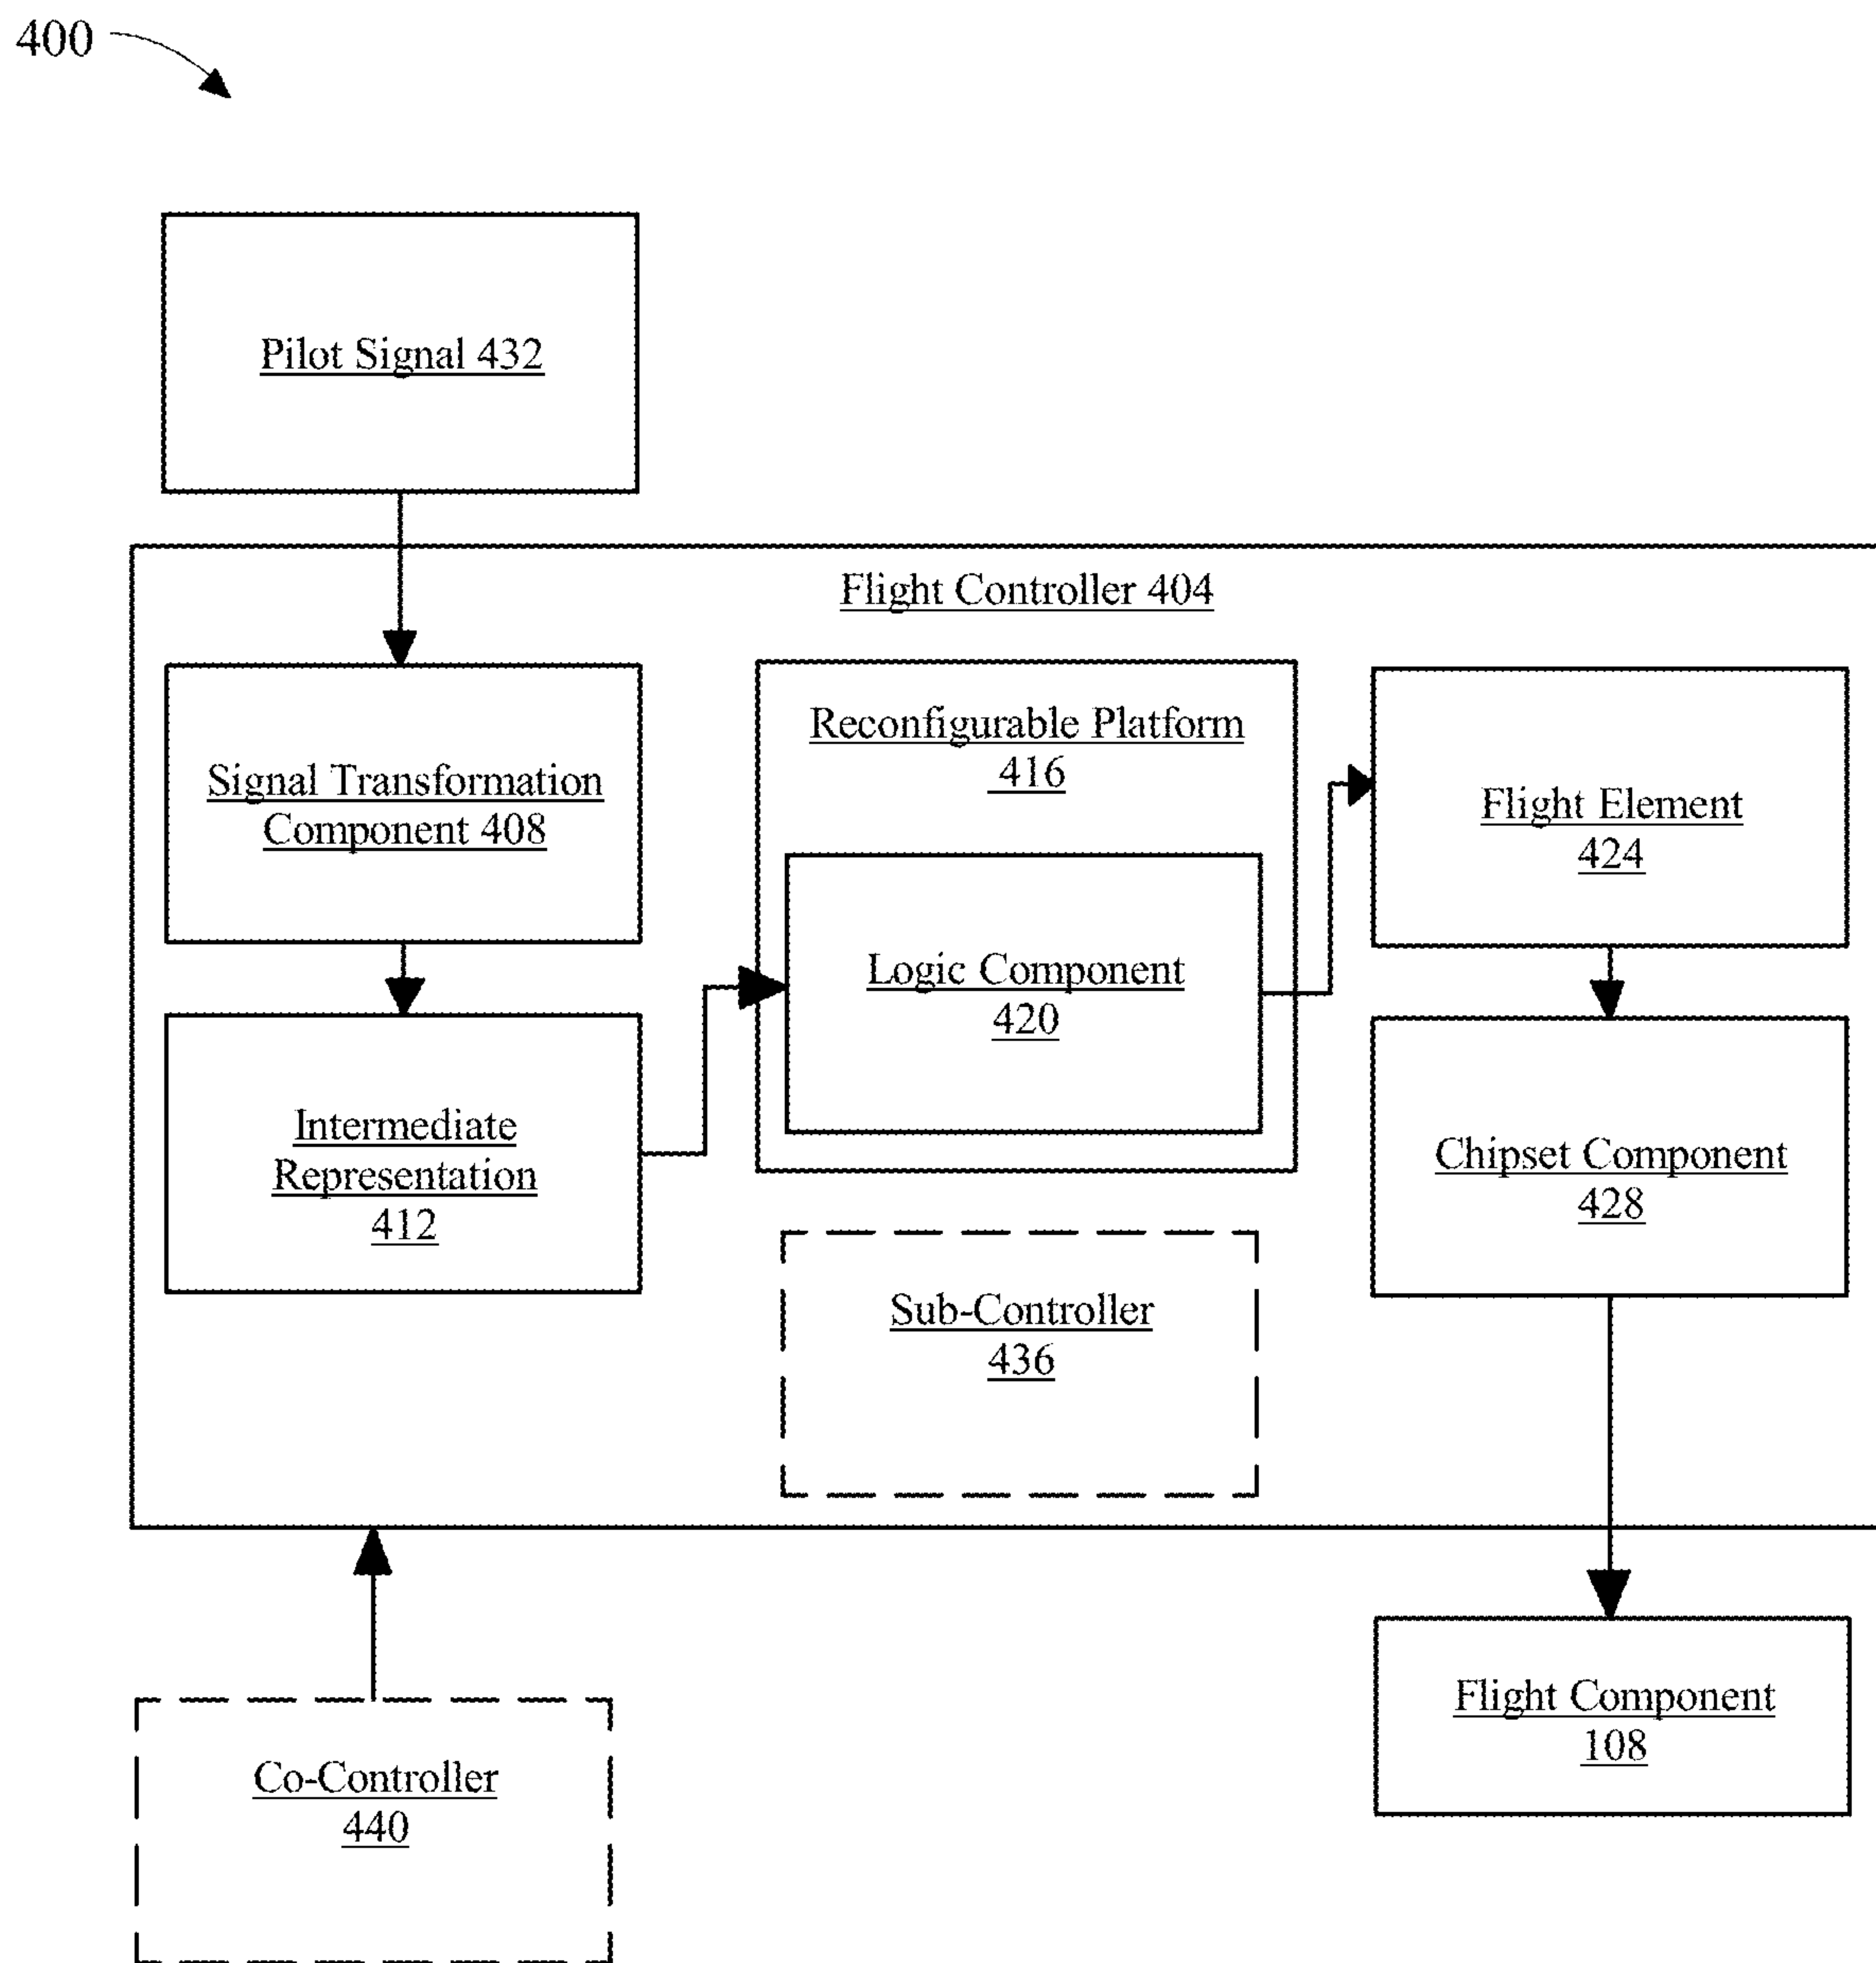 400
Pilot Signal 432
Flight Controller 404
Signal Transformation
Component 408
Reconfigurable Platform
416
Flight Element
424
Logic Component
420
Intermediate
Representation
412
Chipset Component
428
Sub-Controller
436
Flight Component
108
Co-Controller
440